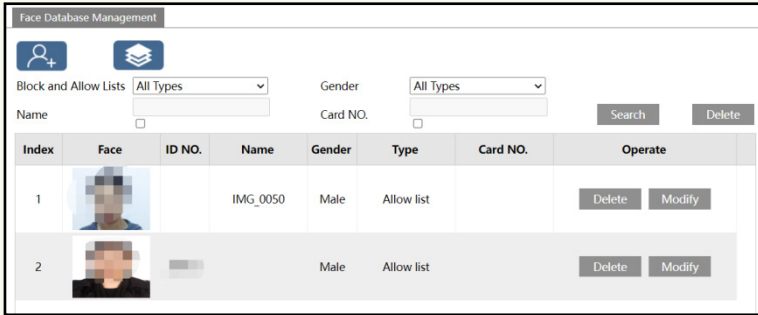 Face Database Management
Block and Allow Lists All Types Gender All Types
Name Card NO. Search Delete
Index Face ID NO. Name Gender Type Card NO. Operate
1 IMG_0050 Male Allow list Delete Modify
2 Male Allow list Delete Modify